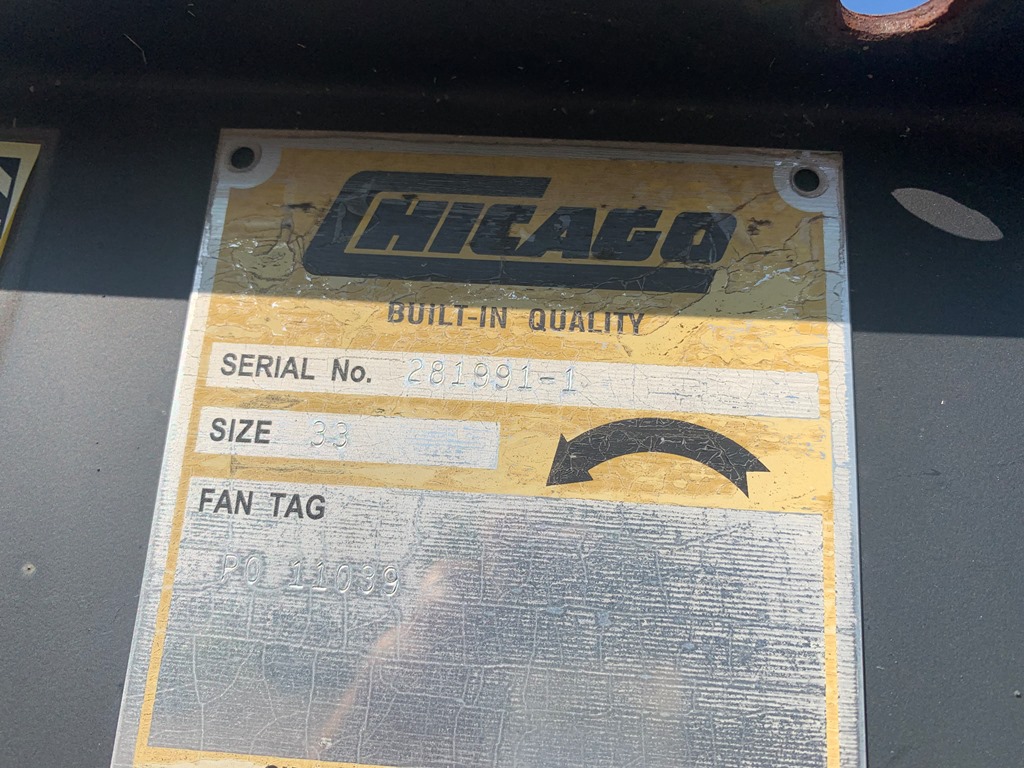 CHICAGO
BUILT-IN QUALITY
SERIAL No. 281991-1
SIZE 33
FAN TAG
PO 11039